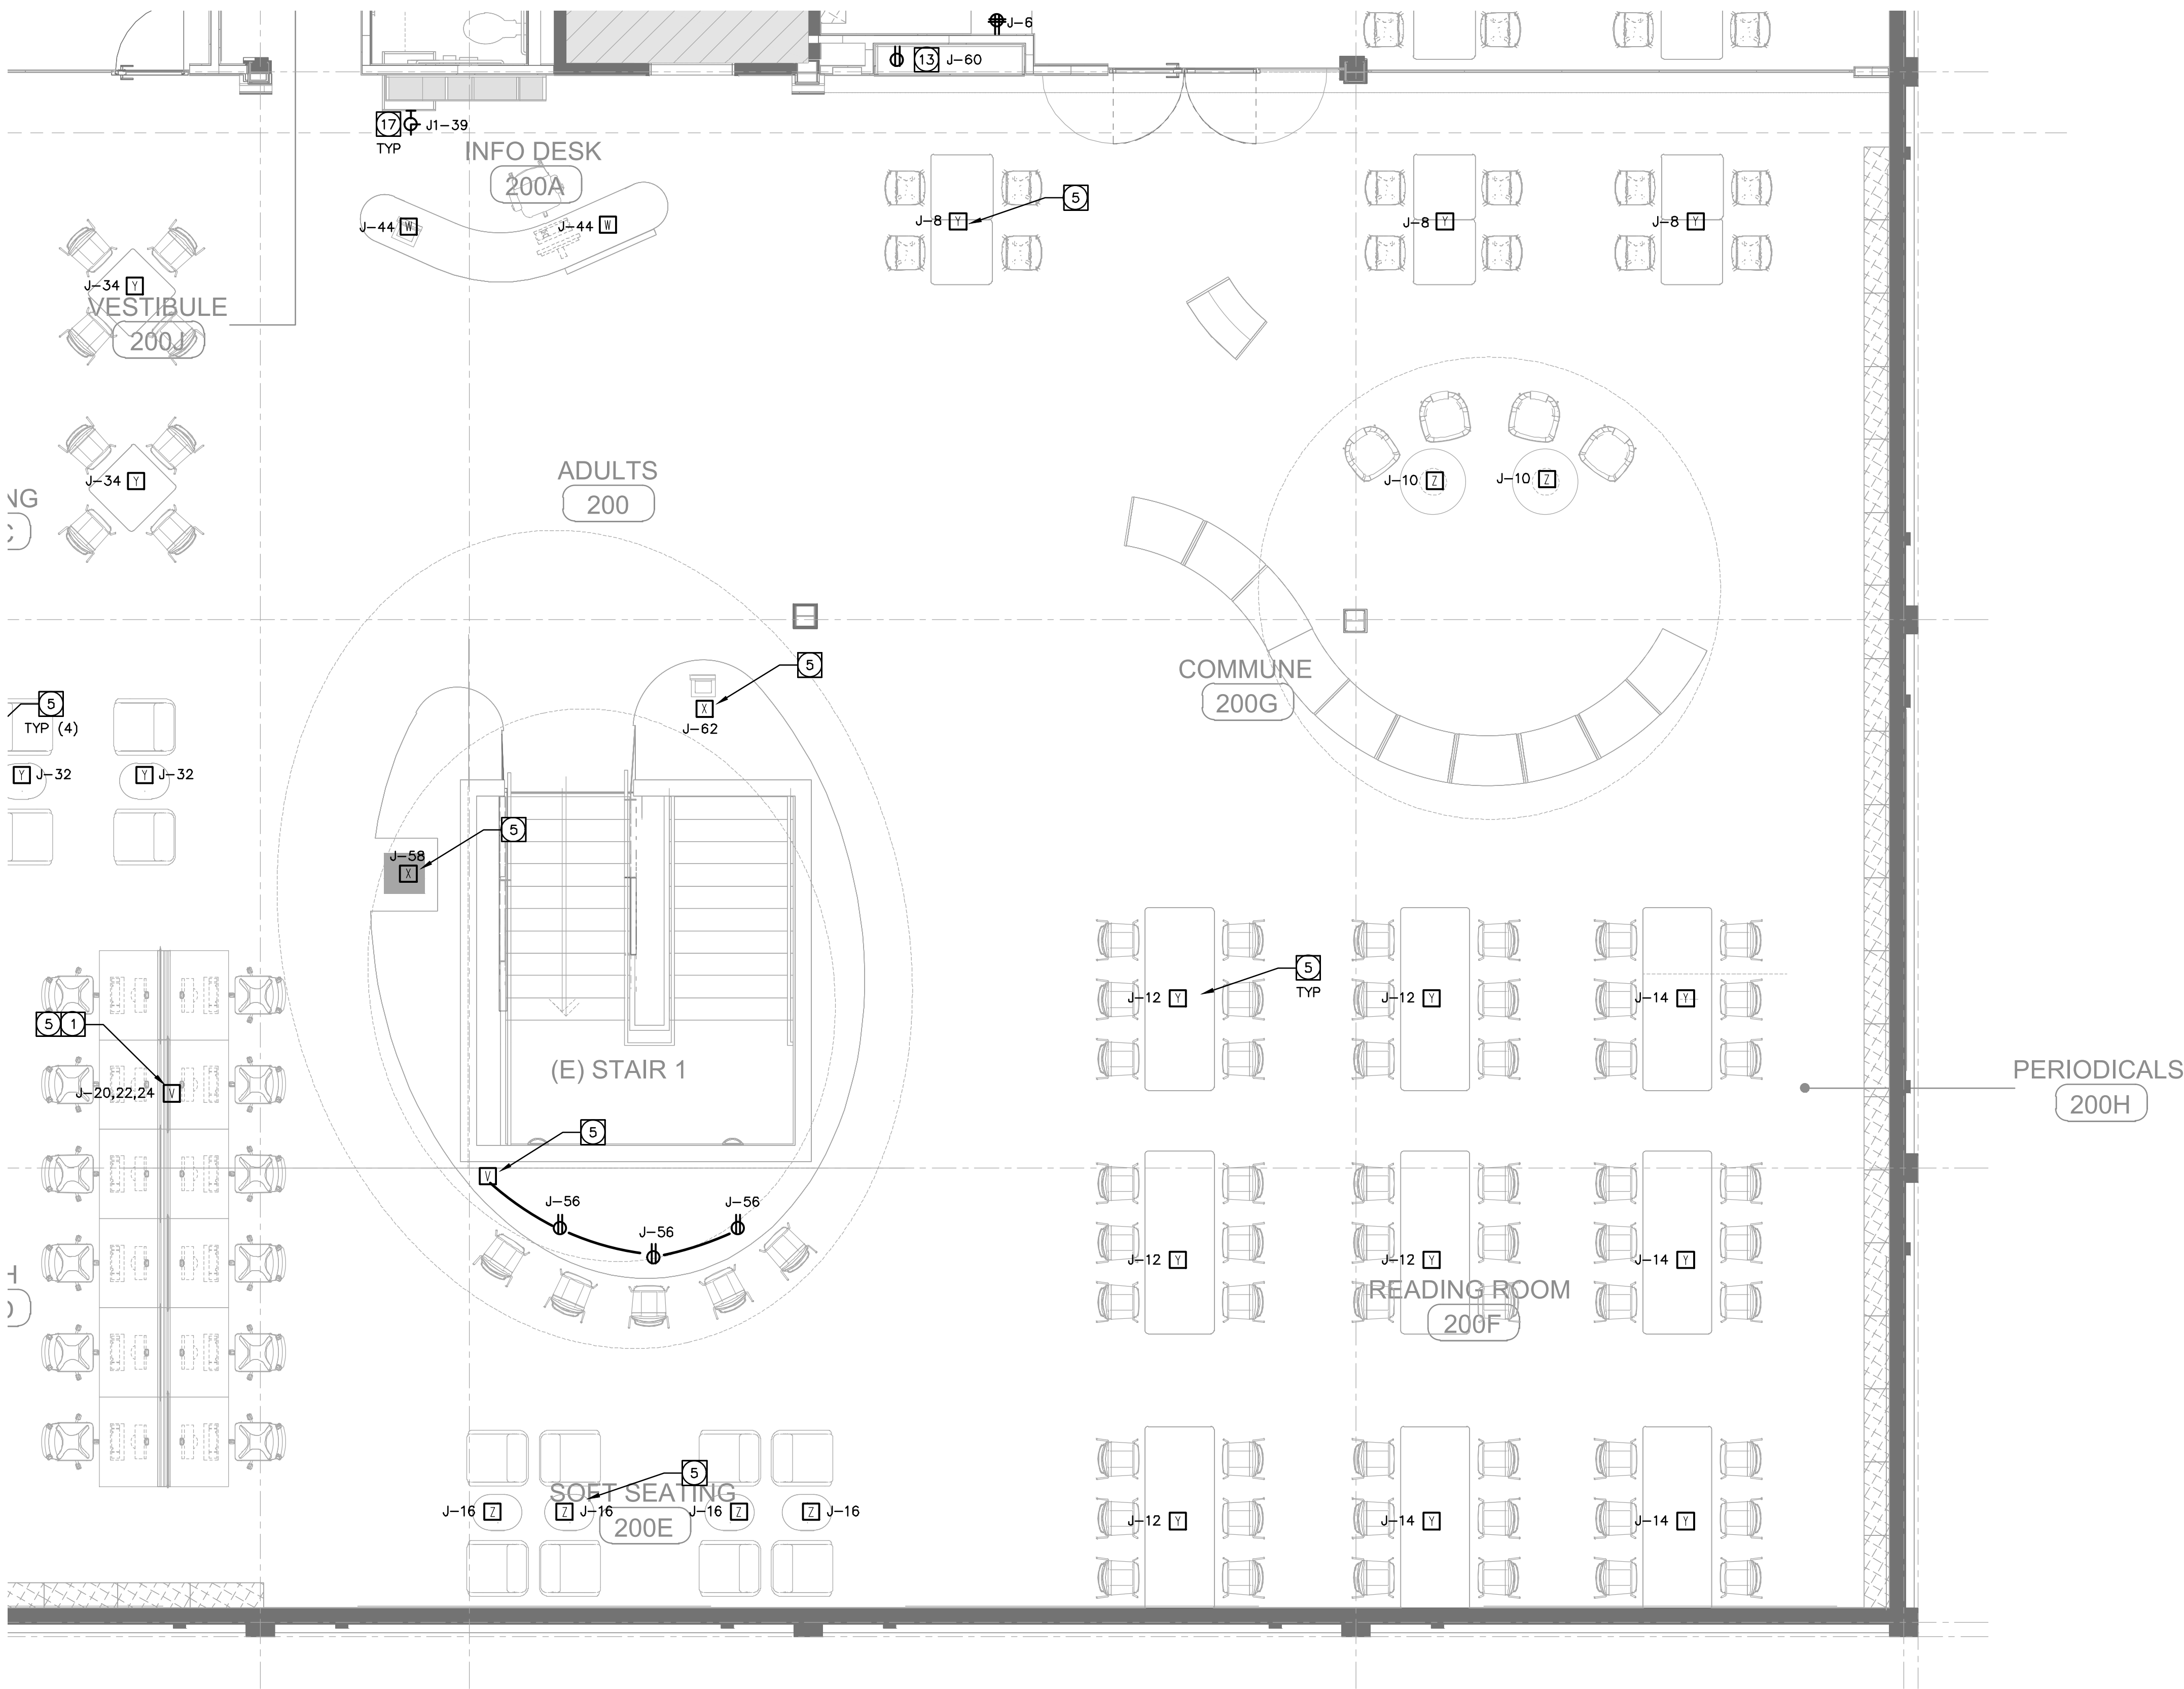 J-6
13 J-60
17 J1-39
TYP
INFO DESK
200A
J-44 W
J-44 W
5
J-8 Y
J-8 Y
J-8 Y
J-34 Y
VESTIBULE
200J
ADULTS
200
J-34 Y
NG
C
J-10 Z
J-10 Z
5
COMMUNE
200G
5
TYP (4)
X
J-62
Y J-32
Y J-32
5
J-58
X
5
TYP
J-12 Y
J-12 Y
J-14 Y
5 1
J-20,22,24 V
(E) STAIR 1
PERIODICALS
200H
5
V
J-56
J-56
J-56
J-12 Y
J-12 Y
J-14 Y
H
D
READING ROOM
200F
5
SOFT SEATING
200E
J-16 Z
Z J-16
J-16 Z
Z J-16
J-12 Y
J-14 Y
J-14 Y